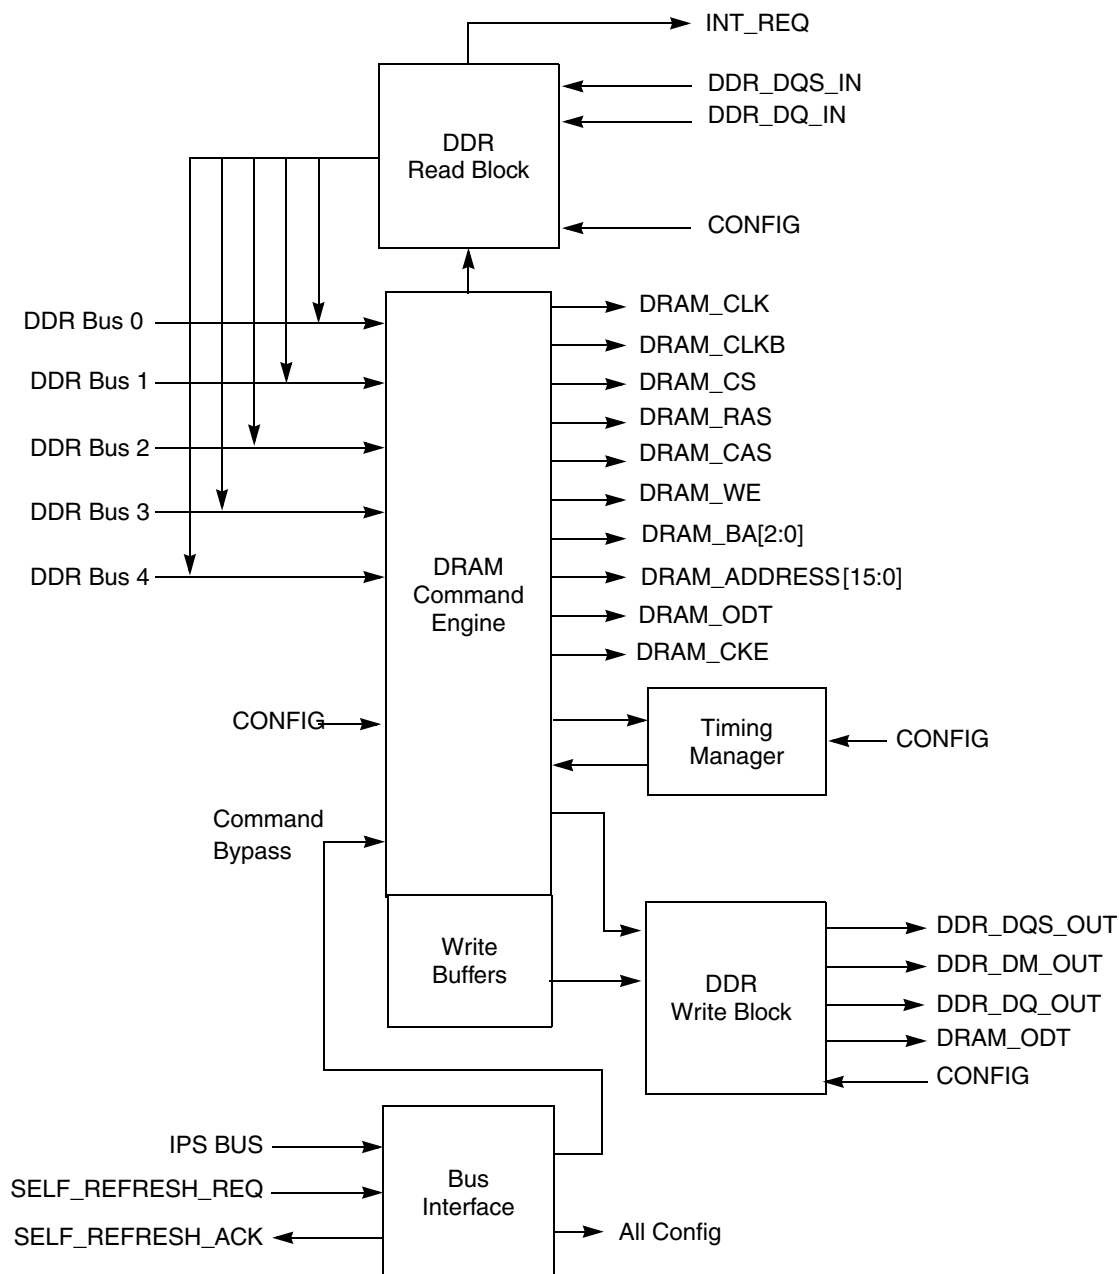 INT_REQ
DDR_DQS_IN
DDR_DQ_IN
DDR
Read Block
CONFIG
DDR Bus 0
DDR Bus 1
DDR Bus 2
DDR Bus 3
DDR Bus 4
DRAM
Command
Engine
DRAM_CLK
DRAM_CLKB
DRAM_CS
DRAM_RAS
DRAM_CAS
DRAM_WE
DRAM_BA[2:0]
DRAM_ADDRESS[15:0]
DRAM_ODT
DRAM_CKE
CONFIG
Timing
Manager
CONFIG
Command
Bypass
Write
Buffers
DDR
Write Block
DDR_DQS_OUT
DDR_DM_OUT
DDR_DQ_OUT
DRAM_ODT
CONFIG
IPS BUS
SELF_REFRESH_REQ
SELF_REFRESH_ACK
Bus
Interface
All Config